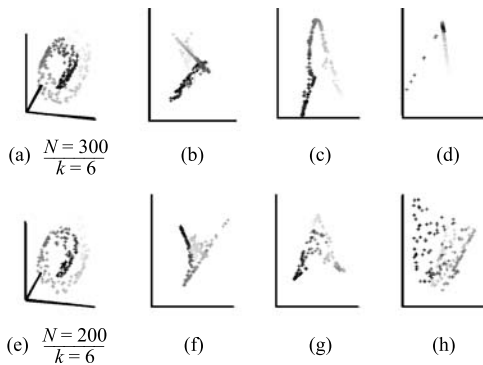 (a) N = 300 (b) (c) (d)
k = 6
(e) N = 200 (f) (g) (h)
k = 6